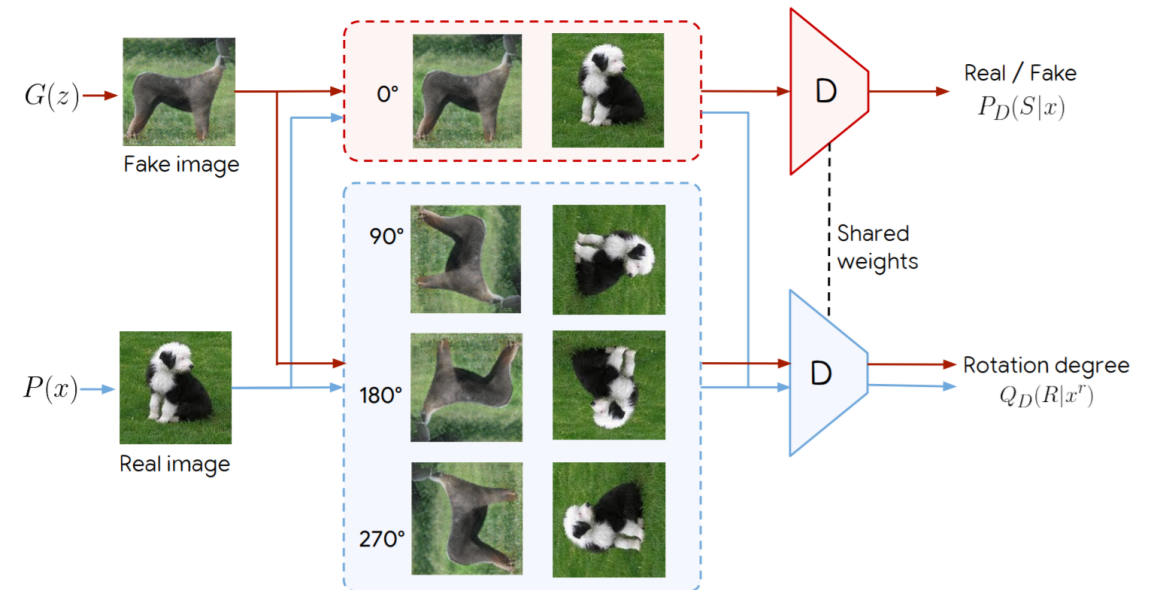 G(z)
Fake image
P(x)
Real image
0°
90°
180°
270°
D
Real / Fake
P_D(S|x)
Shared
weights
D
Rotation degree
Q_D(R|x^r)